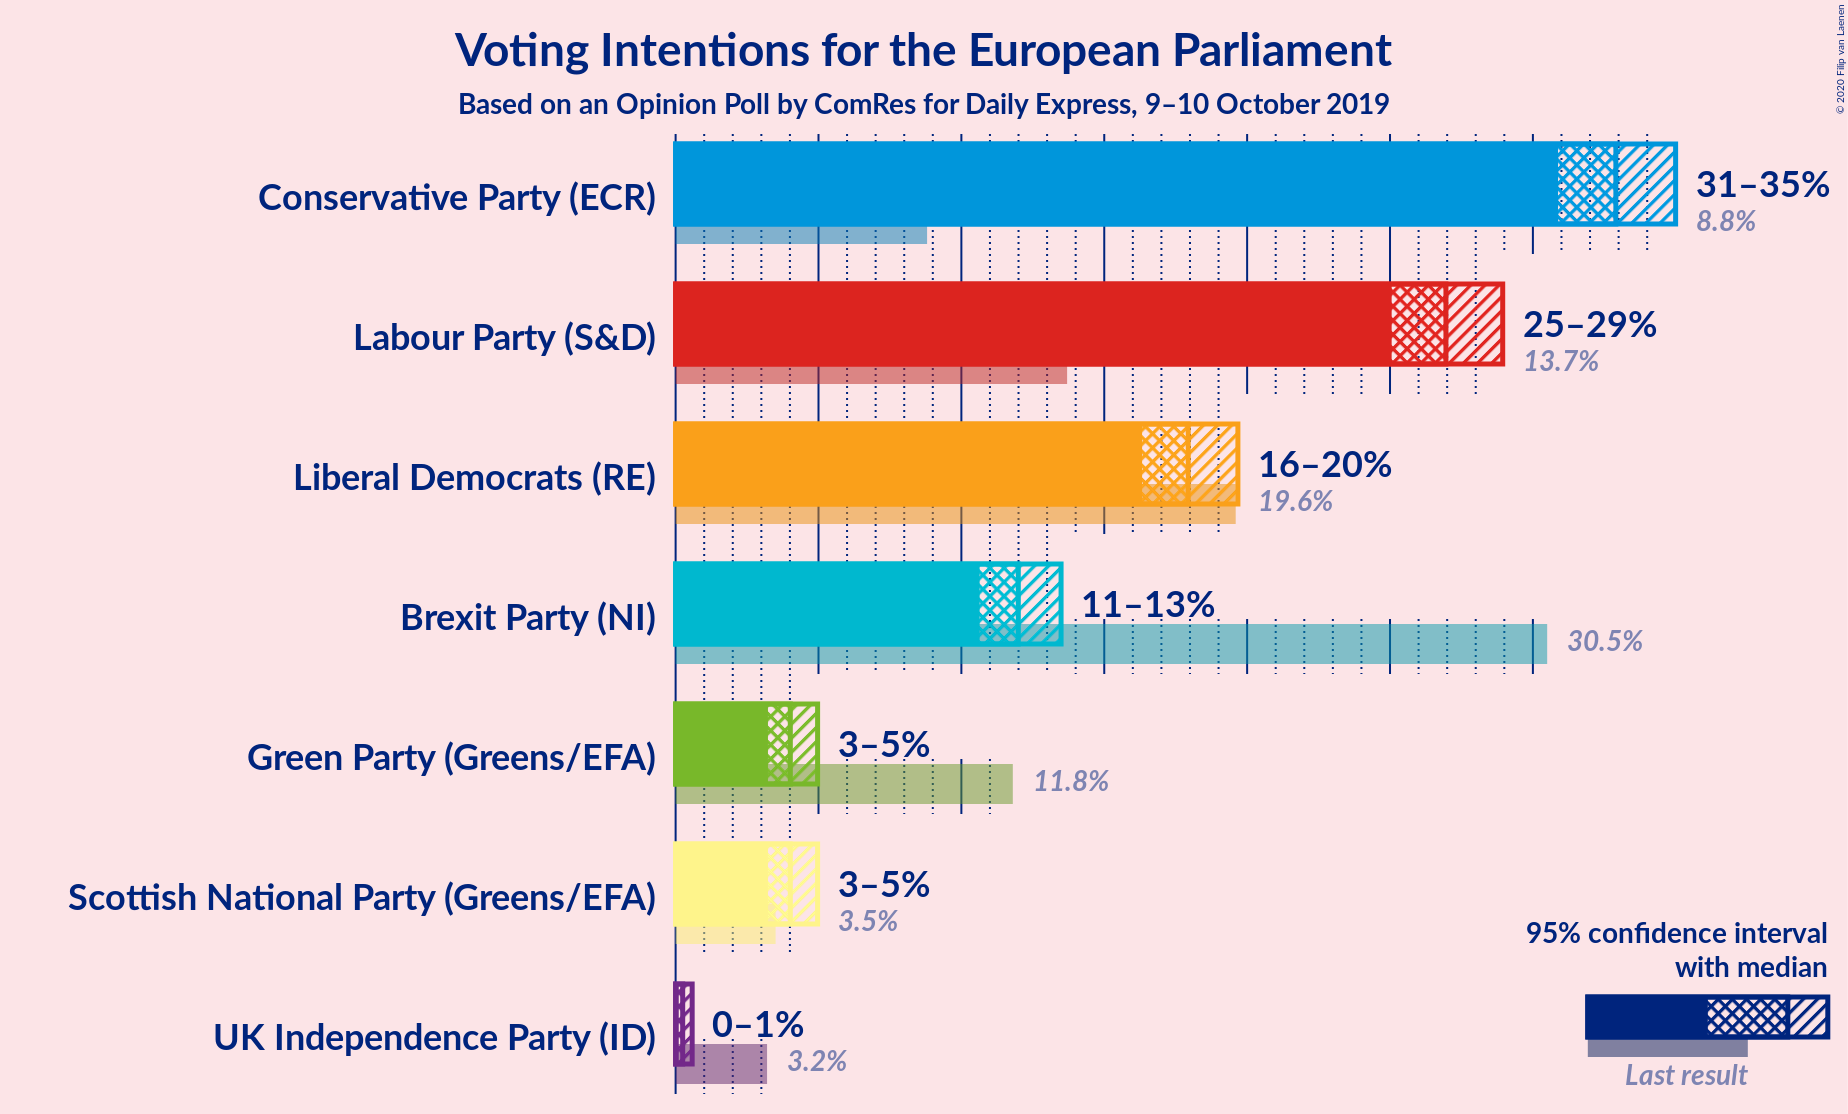 Voting Intentions for the European Parliament
Based on an Opinion Poll by ComRes for Daily Express, 9–10 October 2019
© 2020 Filip van Laenen
Conservative Party (ECR)
31–35%
8.8%
Labour Party (S&D)
25–29%
13.7%
Liberal Democrats (RE)
16–20%
19.6%
Brexit Party (NI)
11–13%
30.5%
Green Party (Greens/EFA)
3–5%
11.8%
Scottish National Party (Greens/EFA)
3–5%
3.5%
UK Independence Party (ID)
0–1%
3.2%
95% confidence interval
with median
Last result